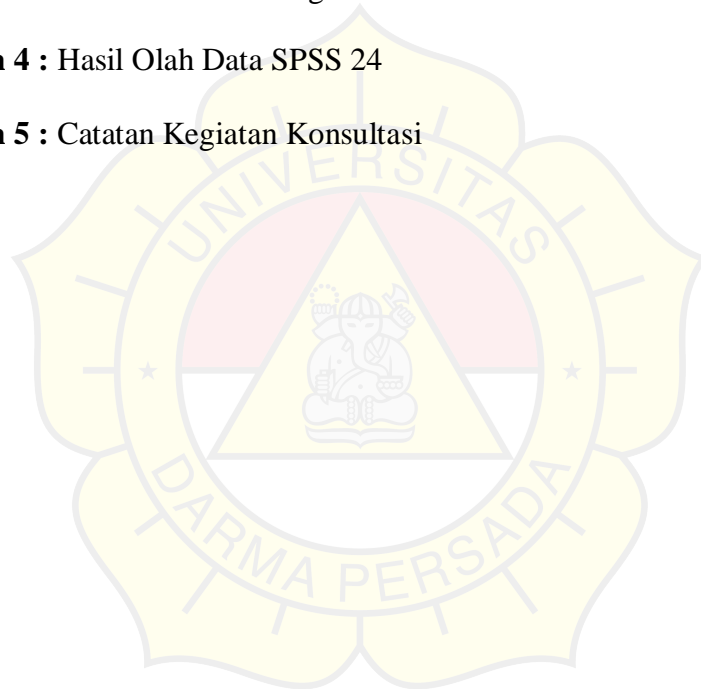 n 4 : Hasil Olah Data SPSS 24
n 5 : Catatan Kegiatan Konsultasi
UNIVERSITAS
DARMA PERSADA